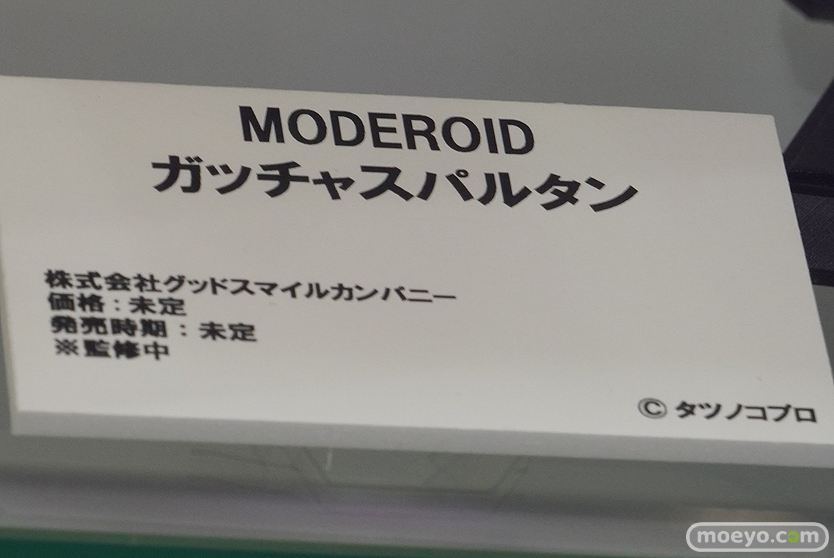 MODEROID
ガッチャスパルタン
株式会社グッドスマイルカンパニー
価格：未定
発売時期：未定
※監修中
© タツノコプロ
moeyo.com